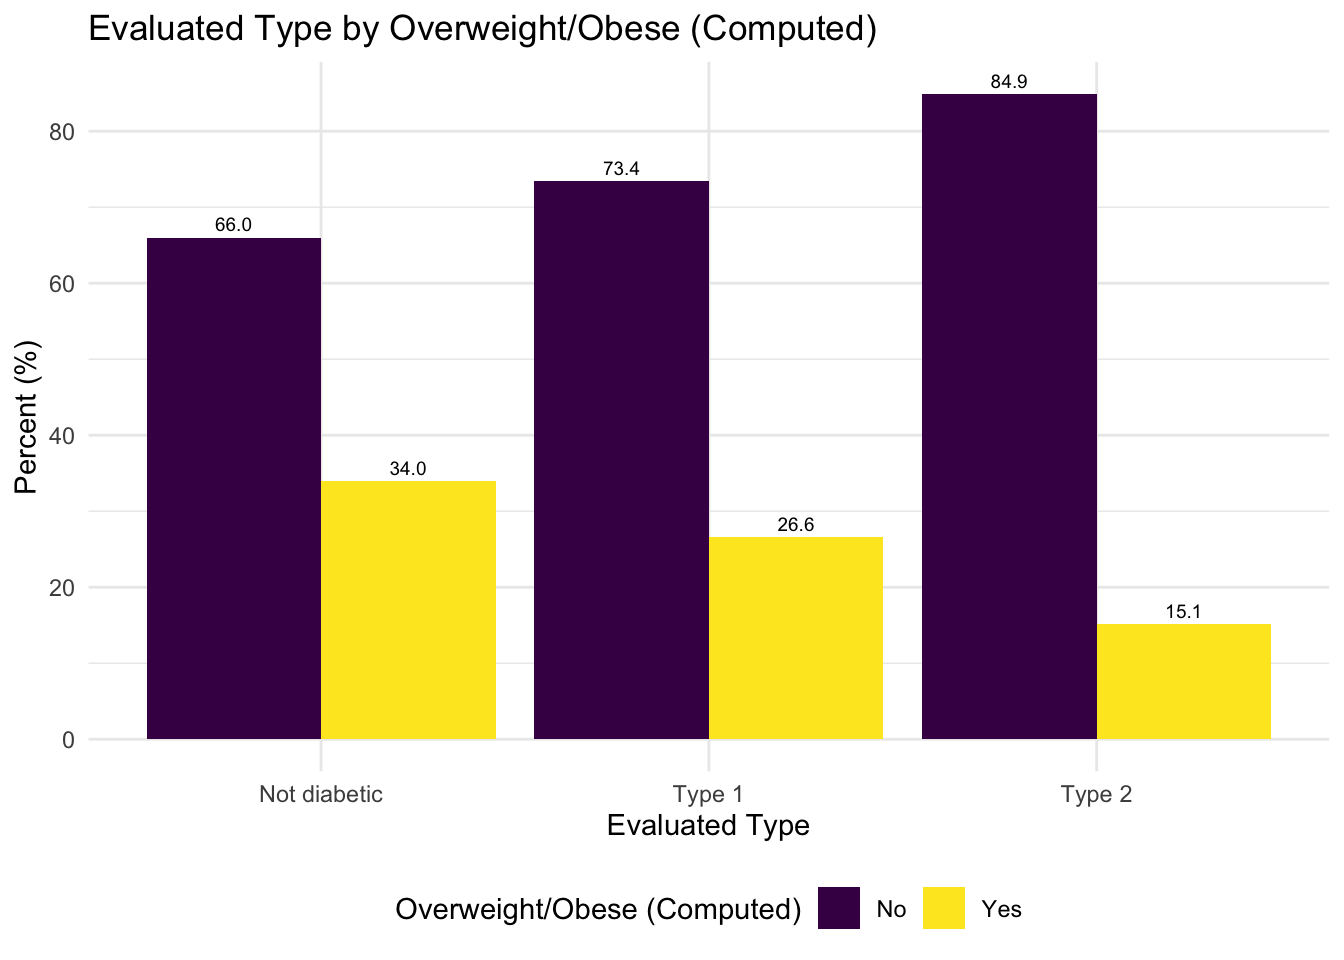 Evaluated Type by Overweight/Obese (Computed)
Percent (%)
80
60
40
20
0
66.0
34.0
73.4
26.6
84.9
15.1
Not diabetic
Type 1
Type 2
Evaluated Type
Overweight/Obese (Computed) No Yes